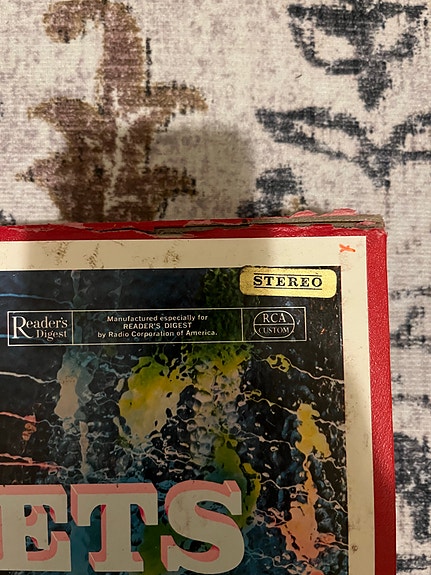 STEREO
Reader's
Digest
Manufactured especially for
READER'S DIGEST
by Radio Corporation of America.
RCA
CUSTOM
ETS